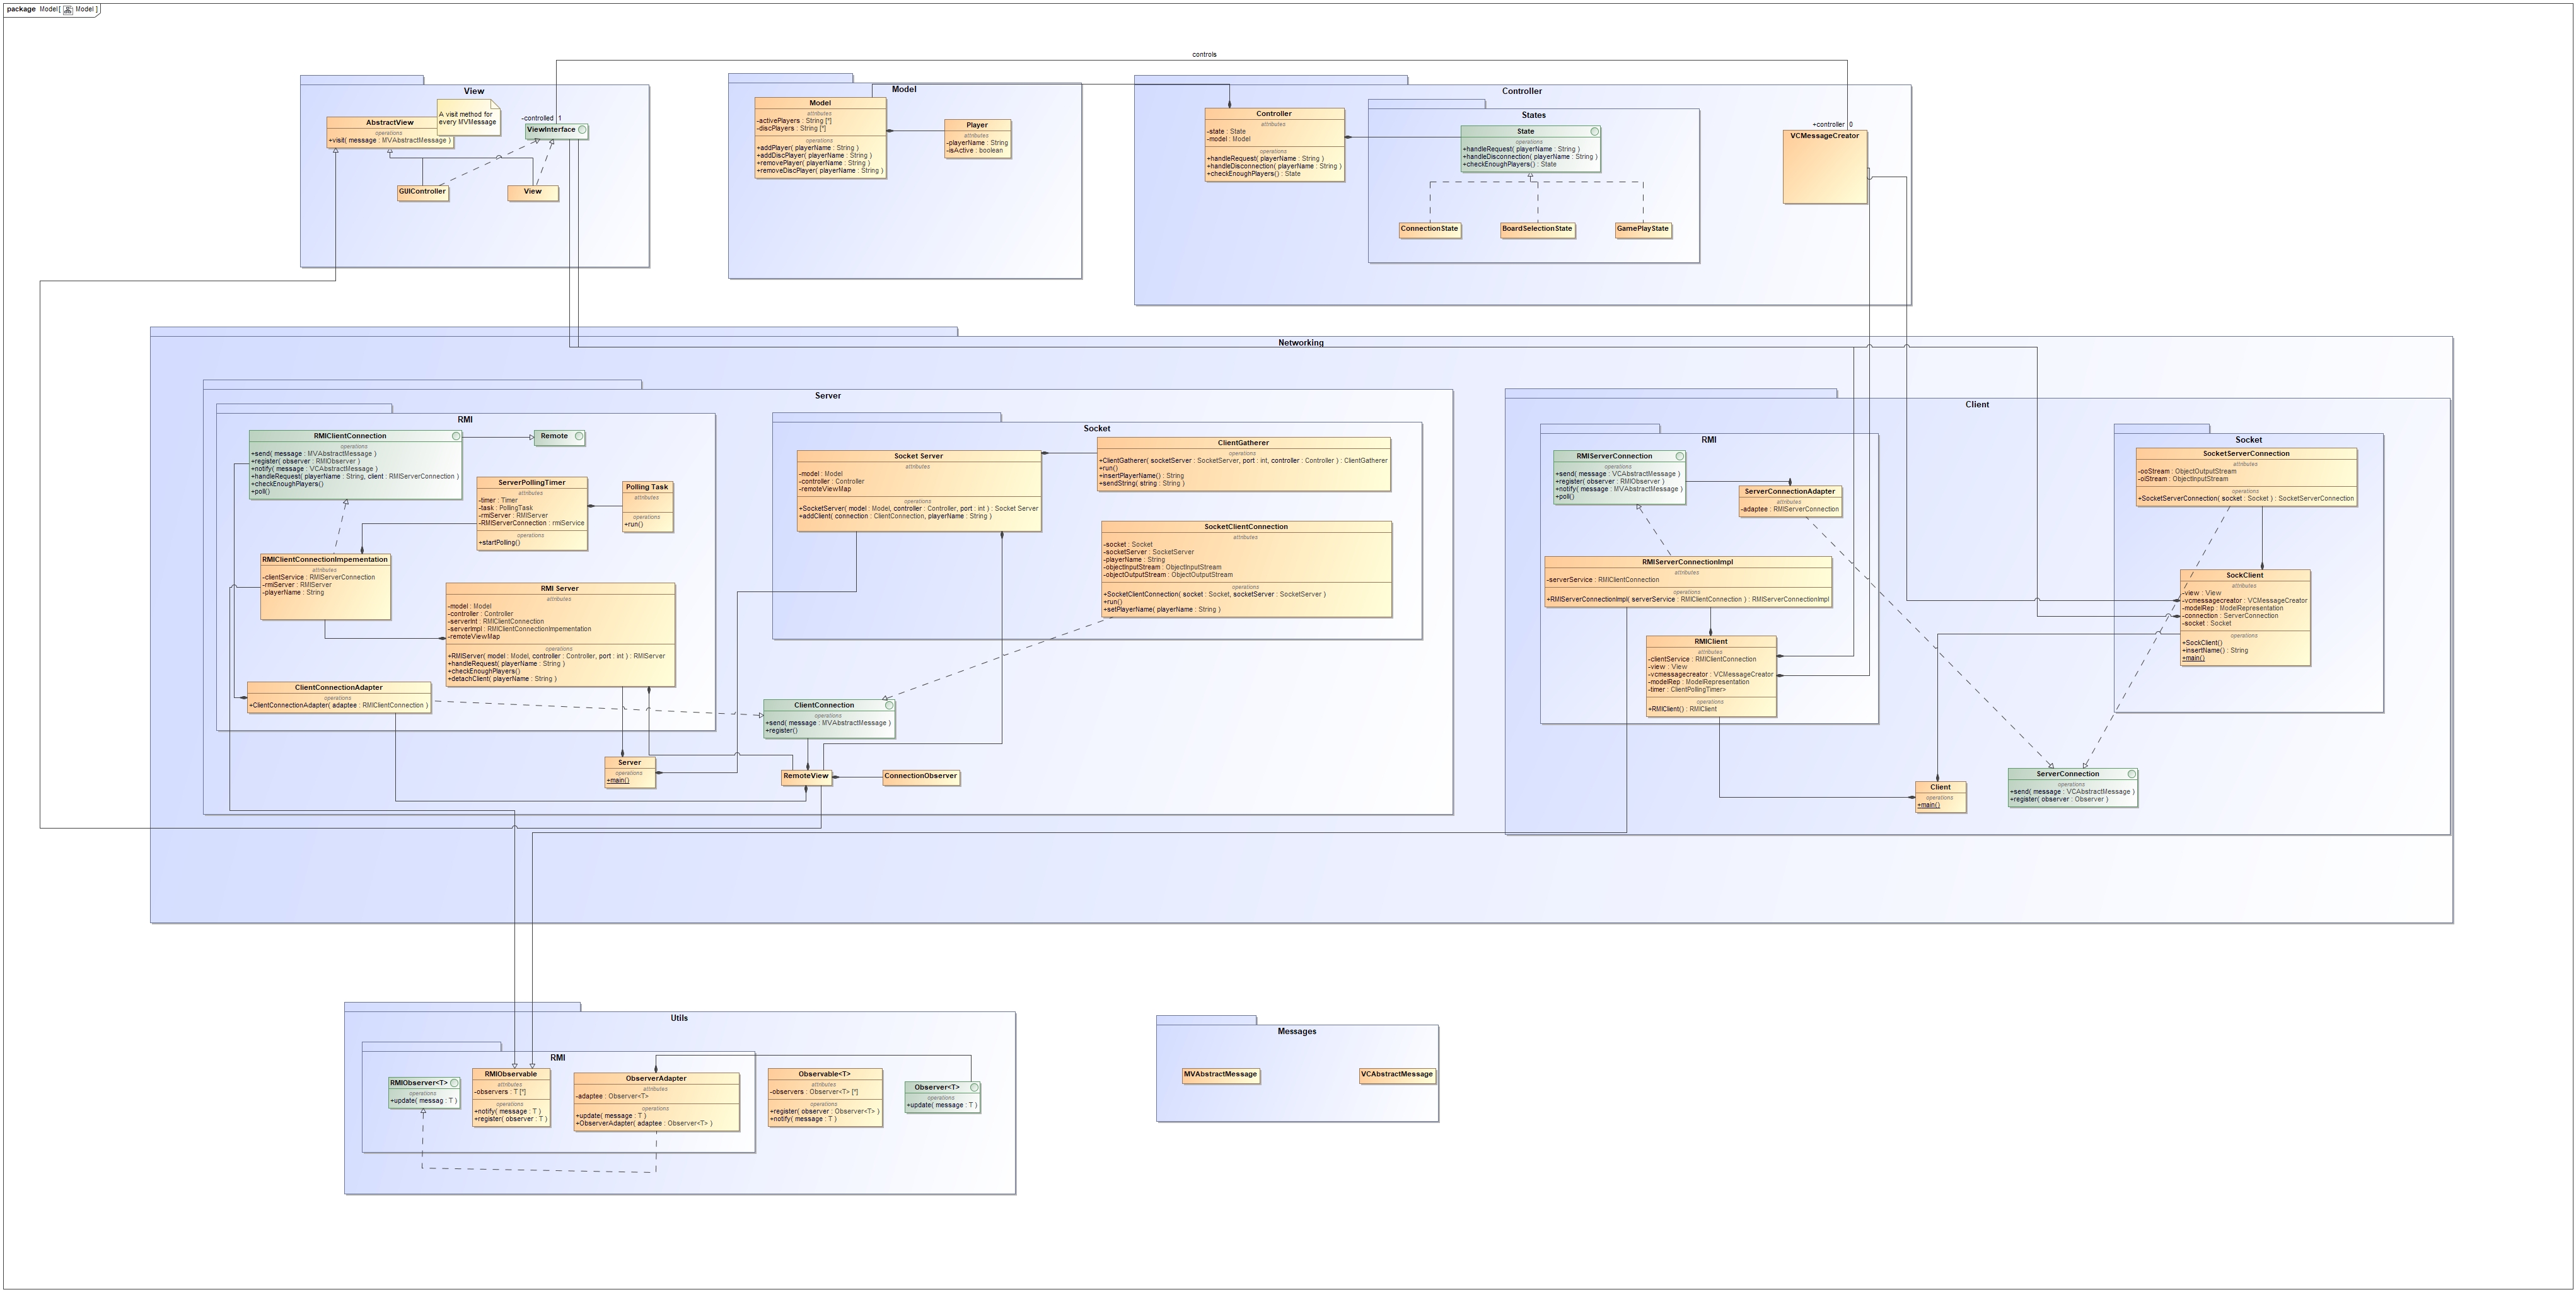 package Model[ Model ]
controls
View
AbstractView
operations
+visit( message : MVAbstractMessage )
A visit method for
every MVMessage
-controlled 1
ViewInterface
GUIController
View
Model
Model
attributes
-activePlayers : String [*]
-discPlayers : String [*]
operations
+addPlayer( playerName : String )
+addDiscPlayer( playerName : String )
+removePlayer( playerName : String )
+removeDiscPlayer( playerName : String )
Player
attributes
-playerName : String
-isActive : boolean
Controller
Controller
attributes
-state : State
-model : Model
operations
+handleRequest( playerName : String )
+handleDisconnection( playerName : String )
+checkEnoughPlayers() : State
States
State
operations
+handleRequest( playerName : String )
+handleDisconnection( playerName : String )
+checkEnoughPlayers() : State
ConnectionState
BoardSelectionState
GamePlayState
+controller 0
VCMessageCreator
Networking
Server
RMI
RMIClientConnection
operations
+send( message : MVAbstractMessage )
+register( observer : RMIObserver )
+notify( message : VCAbstractMessage )
+handleRequest( playerName : String, client : RMIServerConnection )
+checkEnoughPlayers()
+poll()
Remote
ServerPollingTimer
attributes
-timer : Timer
-task : PollingTask
-rmiServer : RMIServer
-RMIServerConnection : rmiService
operations
+startPolling()
Polling Task
attributes
operations
+run()
RMIClientConnectionImpementation
attributes
-clientService : RMIServerConnection
-rmiServer : RMIServer
-playerName : String
RMI Server
attributes
-model : Model
-controller : Controller
-serverInt : RMIClientConnection
-serverImpl : RMIClientConnectionImpementation
-remoteViewMap
operations
+RMIServer( model : Model, controller : Controller, port : int ) : RMIServer
+handleRequest( playerName : String )
+checkEnoughPlayers()
+detachClient( playerName : String )
ClientConnectionAdapter
operations
+ClientConnectionAdapter( adaptee : RMIClientConnection )
Socket
Socket Server
attributes
-model : Model
-controller : Controller
-remoteViewMap
operations
+SocketServer( model : Model, controller : Controller, port : int ) : Socket Server
+addClient( connection : ClientConnection, playerName : String )
ClientGatherer
operations
+ClientGatherer( socketServer : SocketServer, port : int, controller : Controller ) : ClientGatherer
+run()
+insertPlayerName() : String
+sendString( string : String )
SocketClientConnection
attributes
-socket : Socket
-socketServer : SocketServer
-playerName : String
-objectInputStream : ObjectInputStream
-objectOutputStream : ObjectOutputStream
operations
+SocketClientConnection( socket : Socket, socketServer : SocketServer )
+run()
+setPlayerName( playerName : String )
ClientConnection
operations
+send( message : MVAbstractMessage )
+register()
Server
operations
+main()
RemoteView
ConnectionObserver
Client
RMI
RMIServerConnection
operations
+send( message : VCAbstractMessage )
+register( observer : RMIObserver )
+notify( message : MVAbstractMessage )
+poll()
ServerConnectionAdapter
attributes
-adaptee : RMIServerConnection
RMIServerConnectionImpl
attributes
-serverService : RMIClientConnection
operations
+RMIServerConnectionImpl( serverService : RMIClientConnection ) : RMIServerConnectionImpl
RMIClient
attributes
-clientService : RMIClientConnection
-view : View
-vcmessagecreator : VCMessageCreator
-modelRep : ModelRepresentation
-timer : ClientPollingTimer>
operations
+RMIClient() : RMIClient
Socket
SocketServerConnection
attributes
-ooStream : ObjectOutputStream
-oiStream : ObjectInputStream
operations
+SocketServerConnection( socket : Socket ) : SocketServerConnection
SockClient
attributes
-view : View
-vcmessagecreator : VCMessageCreator
-modelRep : ModelRepresentation
-connection : ServerConnection
-socket : Socket
operations
+SockClient()
+insertName() : String
+main()
Client
operations
+main()
ServerConnection
operations
+send( message : VCAbstractMessage )
+register( observer : Observer )
Utils
RMI
RMIObserver<T>
operations
+update( messag : T )
RMIObservable
attributes
-observers : T [*]
operations
+notify( message : T )
+register( observer : T )
ObserverAdapter
attributes
-adaptee : Observer<T>
operations
+update( message : T )
+ObserverAdapter( adaptee : Observer<T> )
Observable<T>
attributes
-observers : Observer<T> [*]
operations
+register( observer : Observer<T> )
+notify( message : T )
Observer<T>
operations
+update( message : T )
Messages
MVAbstractMessage
VCAbstractMessage